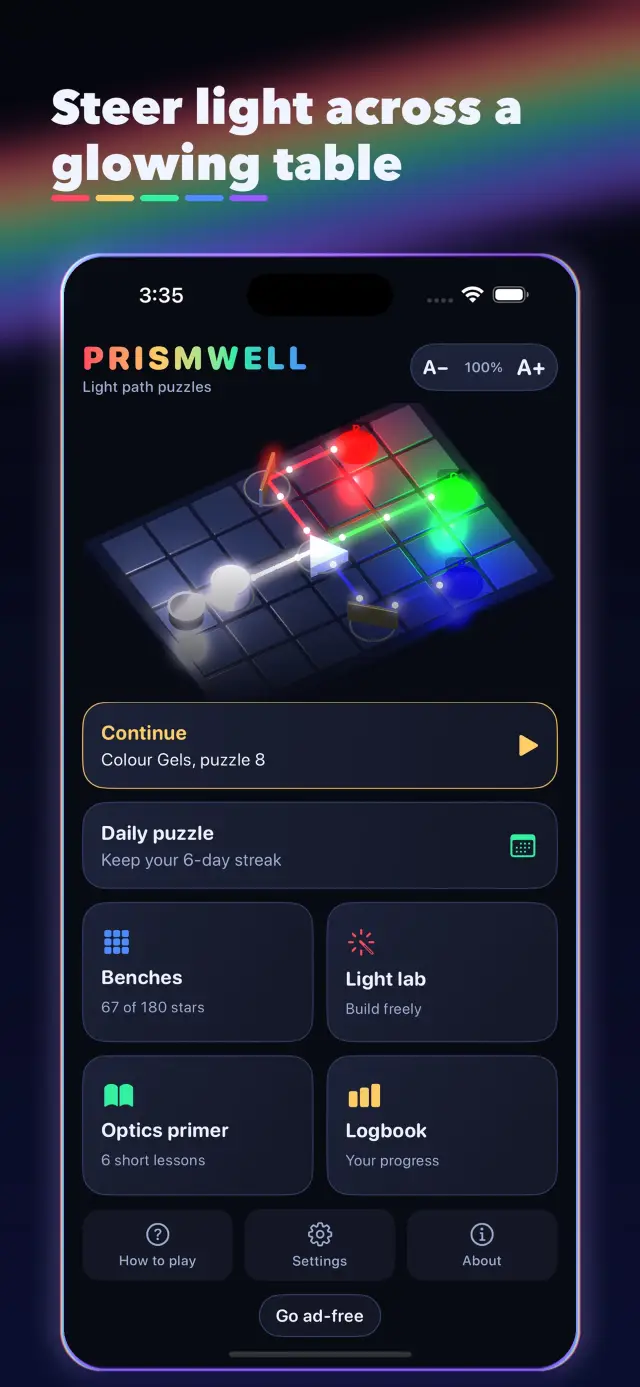 Steer light across a
glowing table
3:35
PRISMWELL
Light path puzzles
A− 100% A+
Continue
Colour Gels, puzzle 8
Daily puzzle
Keep your 6-day streak
Benches
67 of 180 stars
Light lab
Build freely
Optics primer
6 short lessons
Logbook
Your progress
How to play
Settings
About
Go ad-free